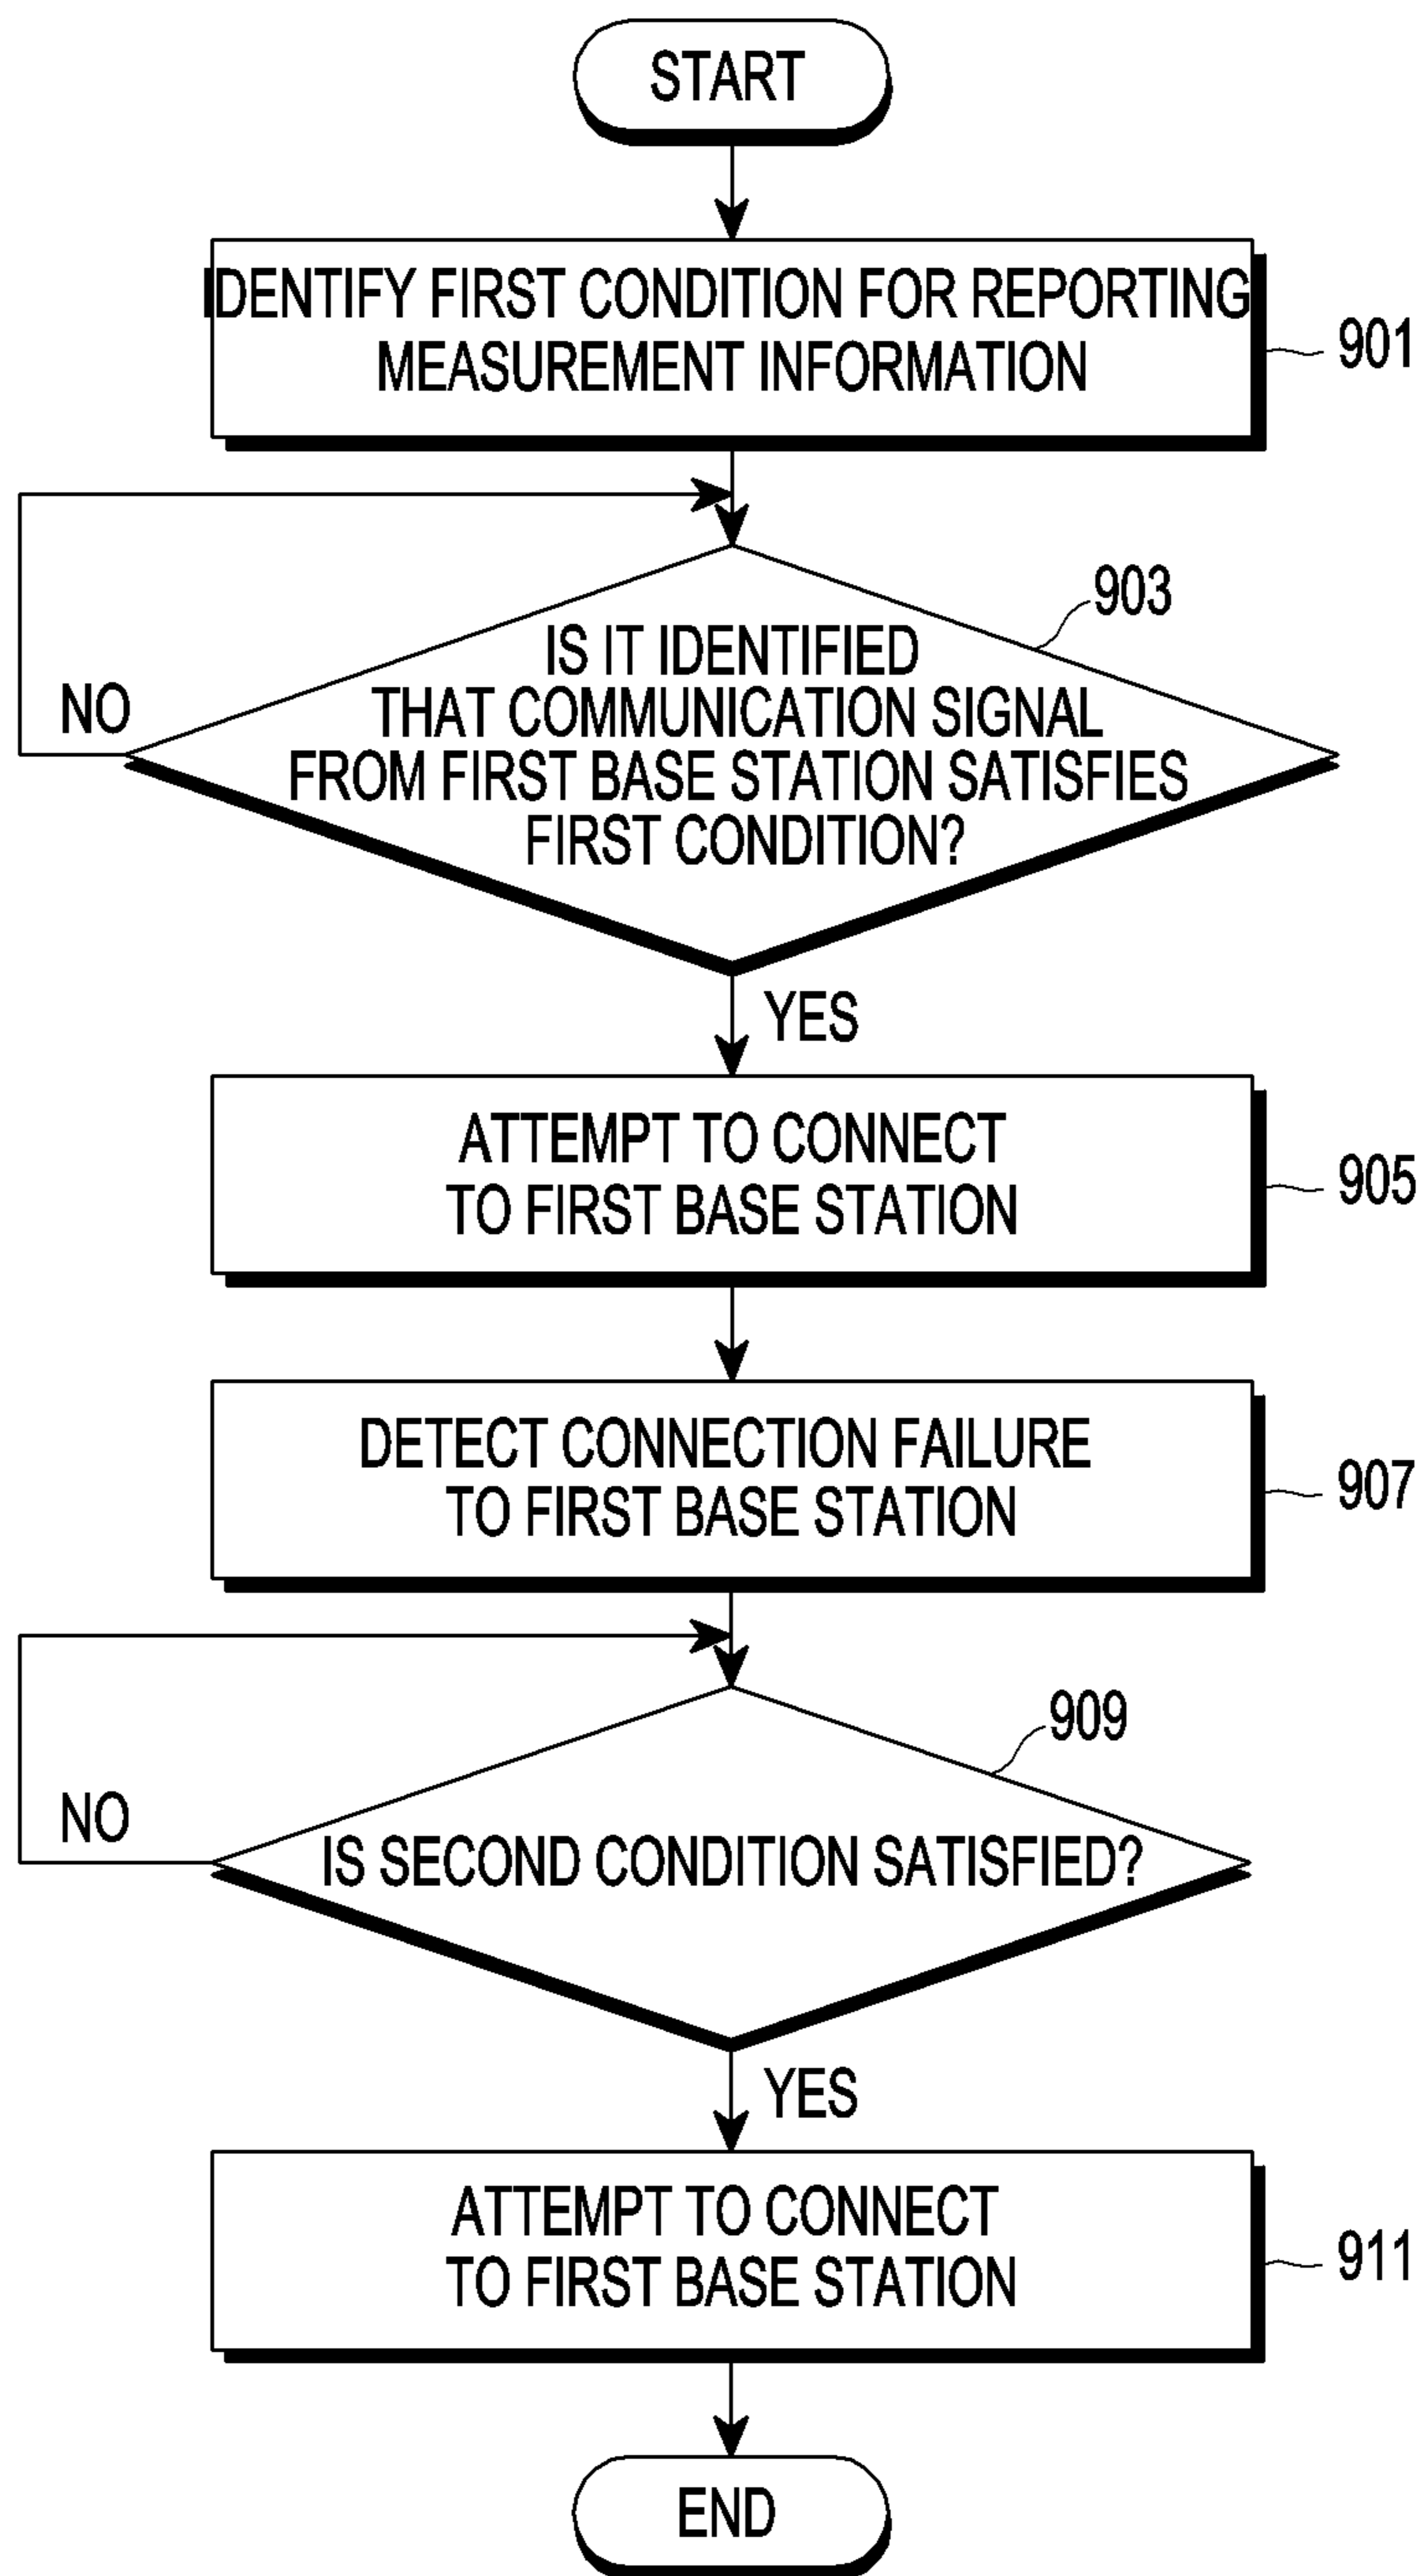 START
IDENTIFY FIRST CONDITION FOR REPORTING
MEASUREMENT INFORMATION
901
903
IS IT IDENTIFIED
THAT COMMUNICATION SIGNAL
FROM FIRST BASE STATION SATISFIES
FIRST CONDITION?
NO
YES
ATTEMPT TO CONNECT
TO FIRST BASE STATION
905
DETECT CONNECTION FAILURE
TO FIRST BASE STATION
907
909
IS SECOND CONDITION SATISFIED?
NO
YES
ATTEMPT TO CONNECT
TO FIRST BASE STATION
911
END